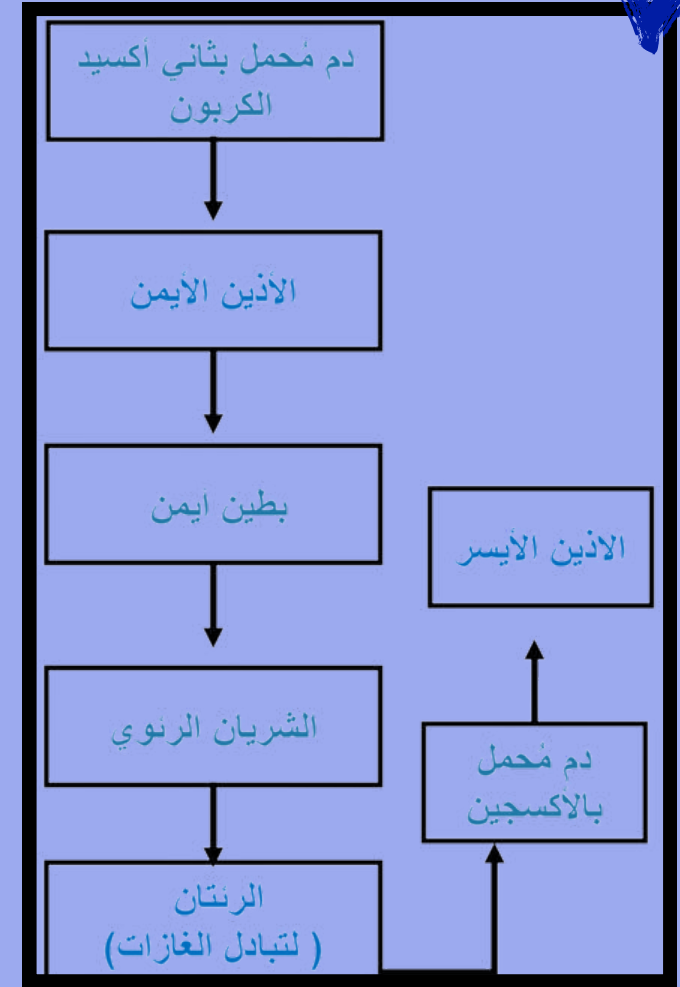 دم مُحمل بثاني أكسيد
الكربون
الأذين الأيمن
بطين ايمن
الشريان الرئوي
الرئتان
( لتبادل الغازات)
دم مُحمل
بالأكسجين
الاذين الأيسر